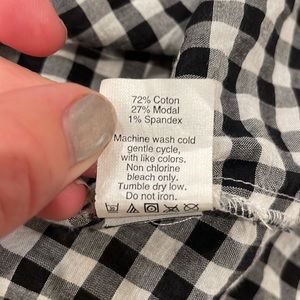 72% Coton
27% Modal
1% Spandex
Machine wash cold
gentle cycle,
with like colors.
Non chlorine
bleach only.
Tumble dry low.
Do not iron.